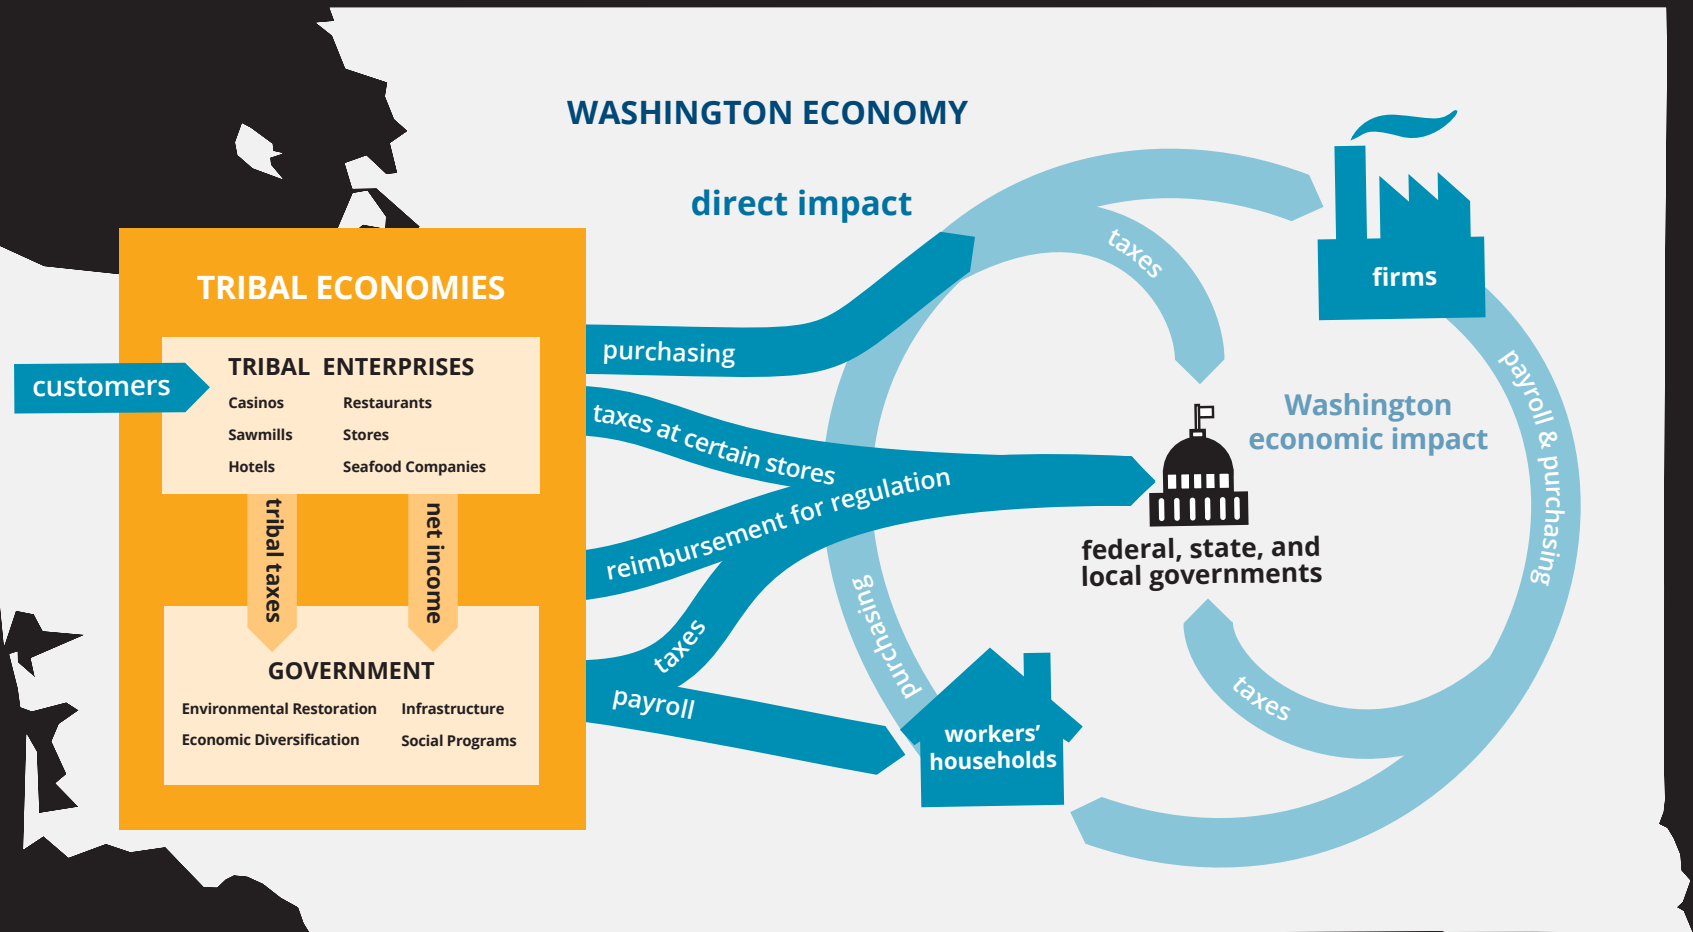 WASHINGTON ECONOMY
direct impact
TRIBAL ECONOMIES
customers
TRIBAL ENTERPRISES
Casinos
Restaurants
Sawmills
Stores
Hotels
Seafood Companies
tribal taxes
net income
GOVERNMENT
Environmental Restoration
Infrastructure
Economic Diversification
Social Programs
purchasing
taxes at certain stores
reimbursement for regulation
taxes
payroll
purchasing
workers’
households
taxes
firms
Washington
economic impact
payroll & purchasing
federal, state, and
local governments
taxes